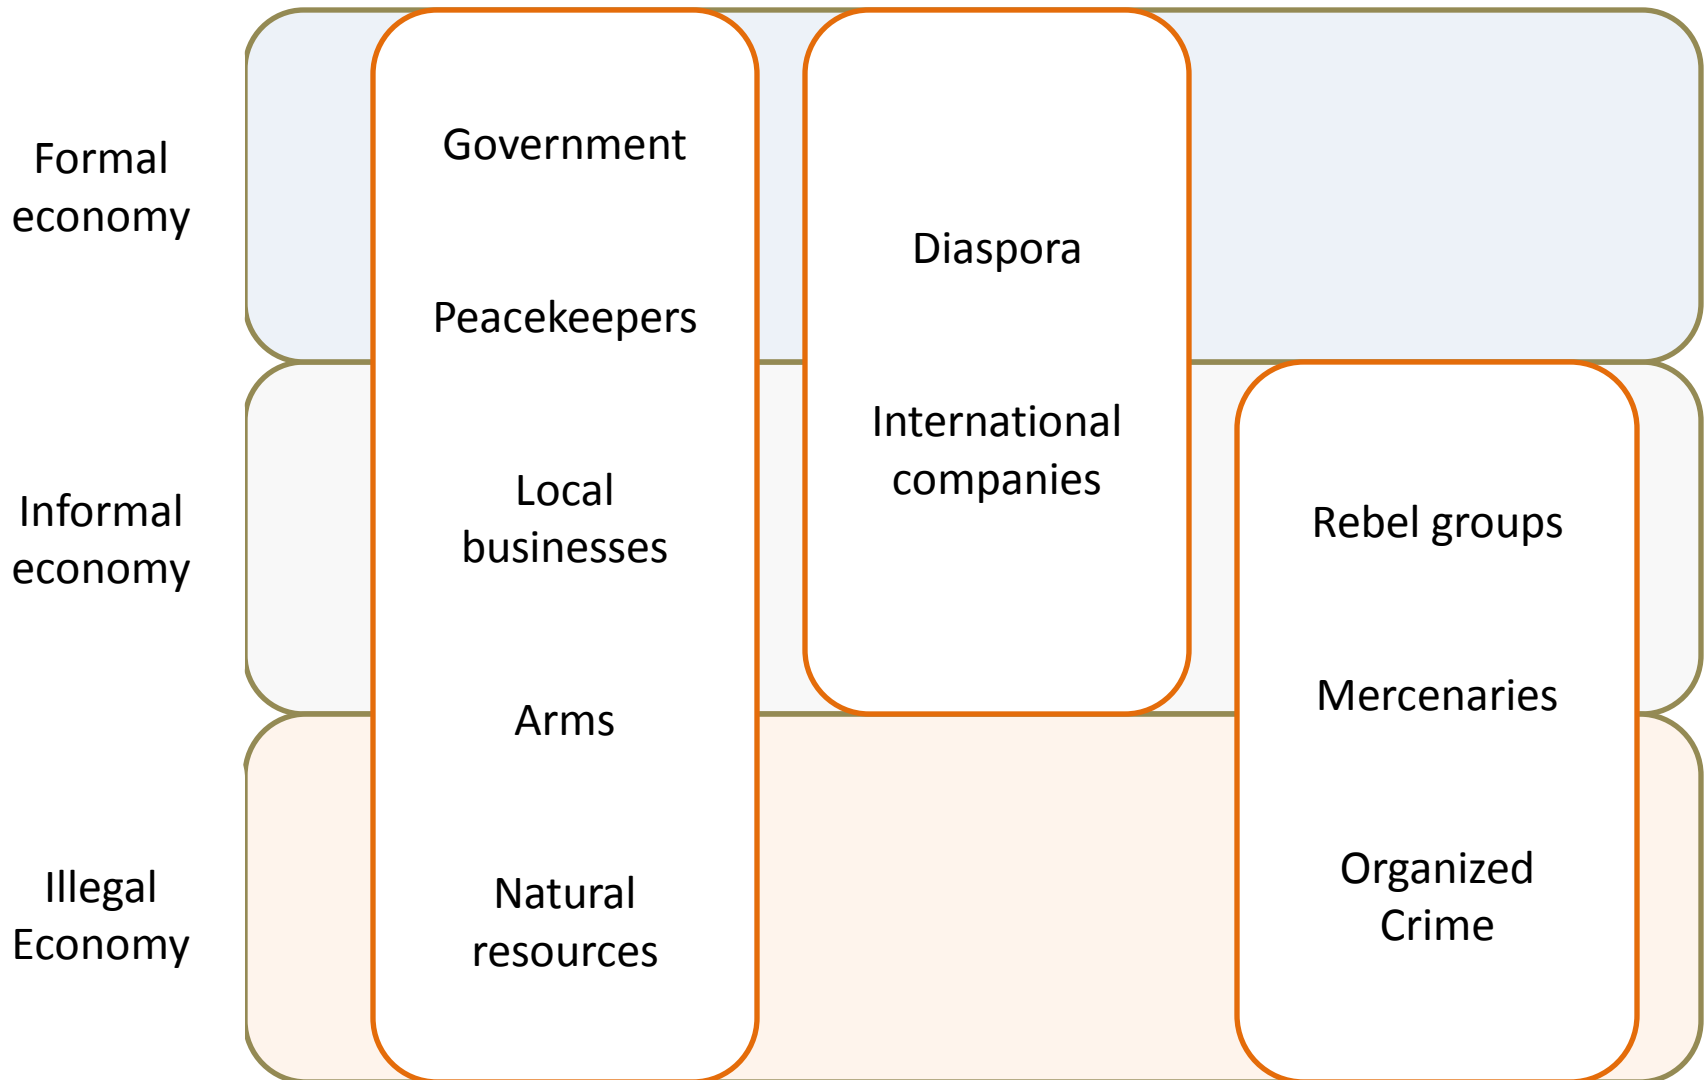 Formal
economy
Informal
economy
Illegal
Economy
Government
Peacekeepers
Local
businesses
Arms
Natural
resources
Diaspora
International
companies
Rebel groups
Mercenaries
Organized
Crime